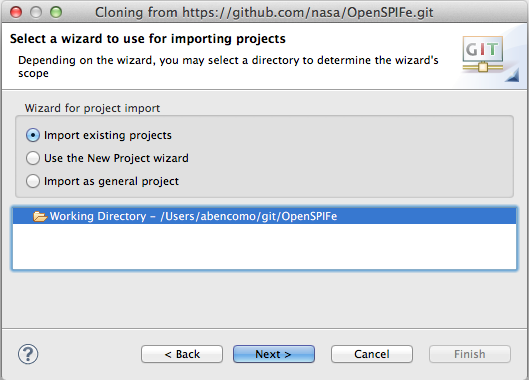 Cloning from https://github.com/nasa/OpenSPIFe.git
Select a wizard to use for importing projects
Depending on the wizard, you may select a directory to determine the wizard's
scope
GIT
Wizard for project import
Import existing projects
Use the New Project wizard
Import as general project
Working Directory - /Users/abencomo/git/OpenSPIFe
?
< Back
Next >
Cancel
Finish